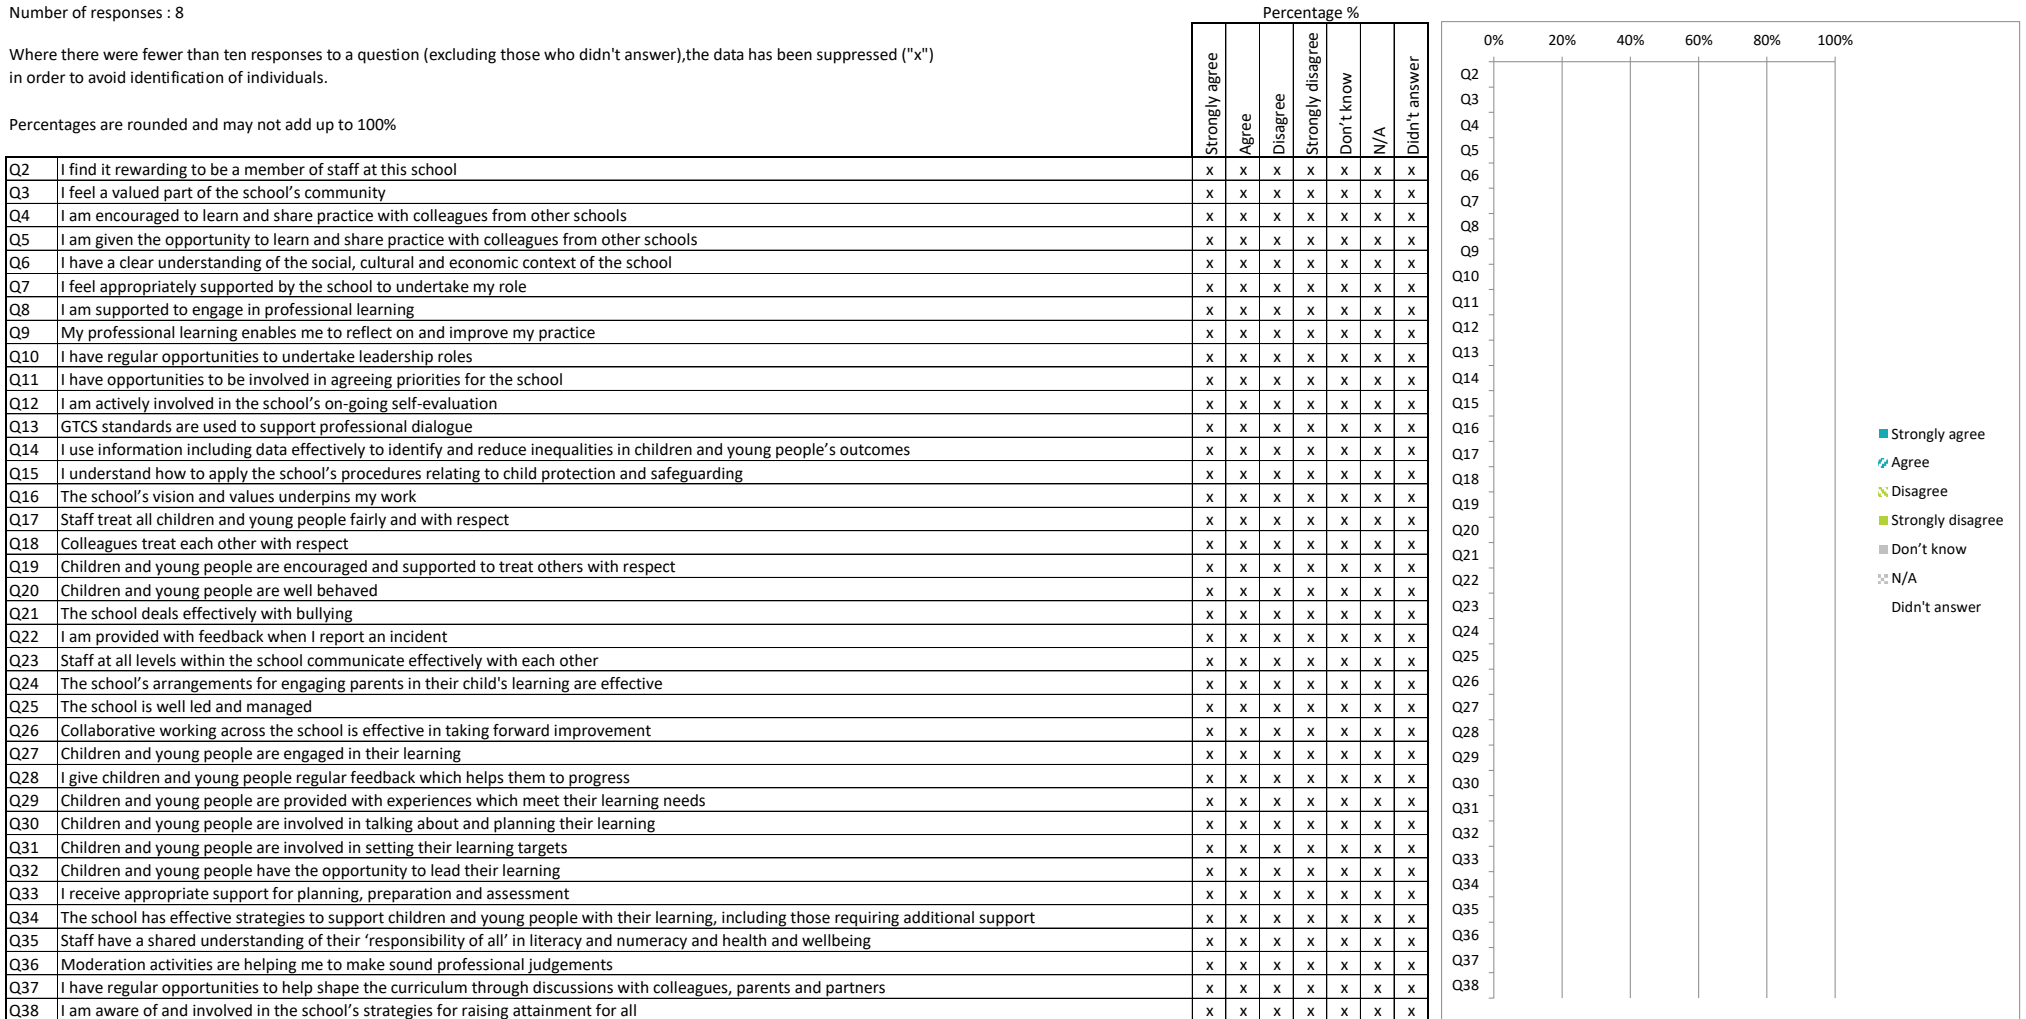 Number of responses : 8
Percentage %
Where there were fewer than ten responses to a question (excluding those who didn't answer),the data has been suppressed ("x")
in order to avoid identification of individuals.
Percentages are rounded and may not add up to 100%
Strongly agree
Agree
Disagree
Strongly disagree
Don't know
N/A
Didn't answer
Q2 I find it rewarding to be a member of staff at this school x x x x x x x
Q3 I feel a valued part of the school's community x x x x x x x
Q4 I am encouraged to learn and share practice with colleagues from other schools x x x x x x x
Q5 I am given the opportunity to learn and share practice with colleagues from other schools x x x x x x x
Q6 I have a clear understanding of the social, cultural and economic context of the school x x x x x x x
Q7 I feel appropriately supported by the school to undertake my role x x x x x x x
Q8 I am supported to engage in professional learning x x x x x x x
Q9 My professional learning enables me to reflect on and improve my practice x x x x x x x
Q10 I have regular opportunities to undertake leadership roles x x x x x x x
Q11 I have opportunities to be involved in agreeing priorities for the school x x x x x x x
Q12 I am actively involved in the school's on-going self-evaluation x x x x x x x
Q13 GTCS standards are used to support professional dialogue x x x x x x x
Q14 I use information including data effectively to identify and reduce inequalities in children and young people's outcomes x x x x x x x
Q15 I understand how to apply the school's procedures relating to child protection and safeguarding x x x x x x x
Q16 The school's vision and values underpins my work x x x x x x x
Q17 Staff treat all children and young people fairly and with respect x x x x x x x
Q18 Colleagues treat each other with respect x x x x x x x
Q19 Children and young people are encouraged and supported to treat others with respect x x x x x x x
Q20 Children and young people are well behaved x x x x x x x
Q21 The school deals effectively with bullying x x x x x x x
Q22 I am provided with feedback when I report an incident x x x x x x x
Q23 Staff at all levels within the school communicate effectively with each other x x x x x x x
Q24 The school's arrangements for engaging parents in their child's learning are effective x x x x x x x
Q25 The school is well led and managed x x x x x x x
Q26 Collaborative working across the school is effective in taking forward improvement x x x x x x x
Q27 Children and young people are engaged in their learning x x x x x x x
Q28 I give children and young people regular feedback which helps them to progress x x x x x x x
Q29 Children and young people are provided with experiences which meet their learning needs x x x x x x x
Q30 Children and young people are involved in talking about and planning their learning x x x x x x x
Q31 Children and young people are involved in setting their learning targets x x x x x x x
Q32 Children and young people have the opportunity to lead their learning x x x x x x x
Q33 I receive appropriate support for planning, preparation and assessment x x x x x x x
Q34 The school has effective strategies to support children and young people with their learning, including those requiring additional support x x x x x x x
Q35 Staff have a shared understanding of their ‘responsibility of all’ in literacy and numeracy and health and wellbeing x x x x x x x
Q36 Moderation activities are helping me to make sound professional judgements x x x x x x x
Q37 I have regular opportunities to help shape the curriculum through discussions with colleagues, parents and partners x x x x x x x
Q38 I am aware of and involved in the school's strategies for raising attainment for all x x x x x x x
0% 20% 40% 60% 80% 100%
Q2
Q3
Q4
Q5
Q6
Q7
Q8
Q9
Q10
Q11
Q12
Q13
Q14
Q15
Q16
Q17
Q18
Q19
Q20
Q21
Q22
Q23
Q24
Q25
Q26
Q27
Q28
Q29
Q30
Q31
Q32
Q33
Q34
Q35
Q36
Q37
Q38
Strongly agree
Agree
Disagree
Strongly disagree
Don't know
N/A
Didn't answer